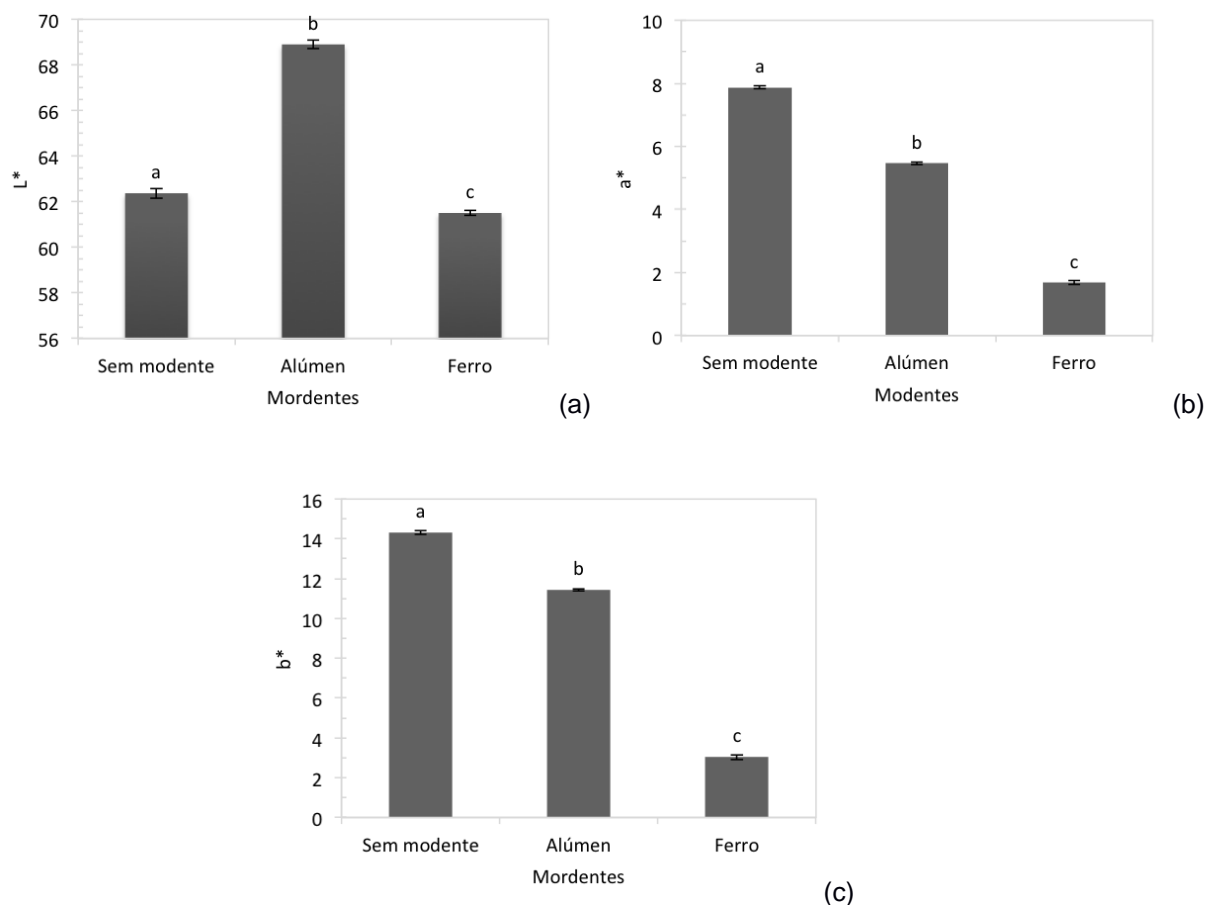 70
68
66
64
62
60
58
56
L*
a
b
c
Sem modente Alúmen Ferro
Mordentes
(a)
10
8
6
4
2
0
a*
a
b
c
Sem modente Alúmen Ferro
Modentes
(b)
16
14
12
10
8
6
4
2
0
b*
a
b
c
Sem modente Alúmen Ferro
Mordentes
(c)